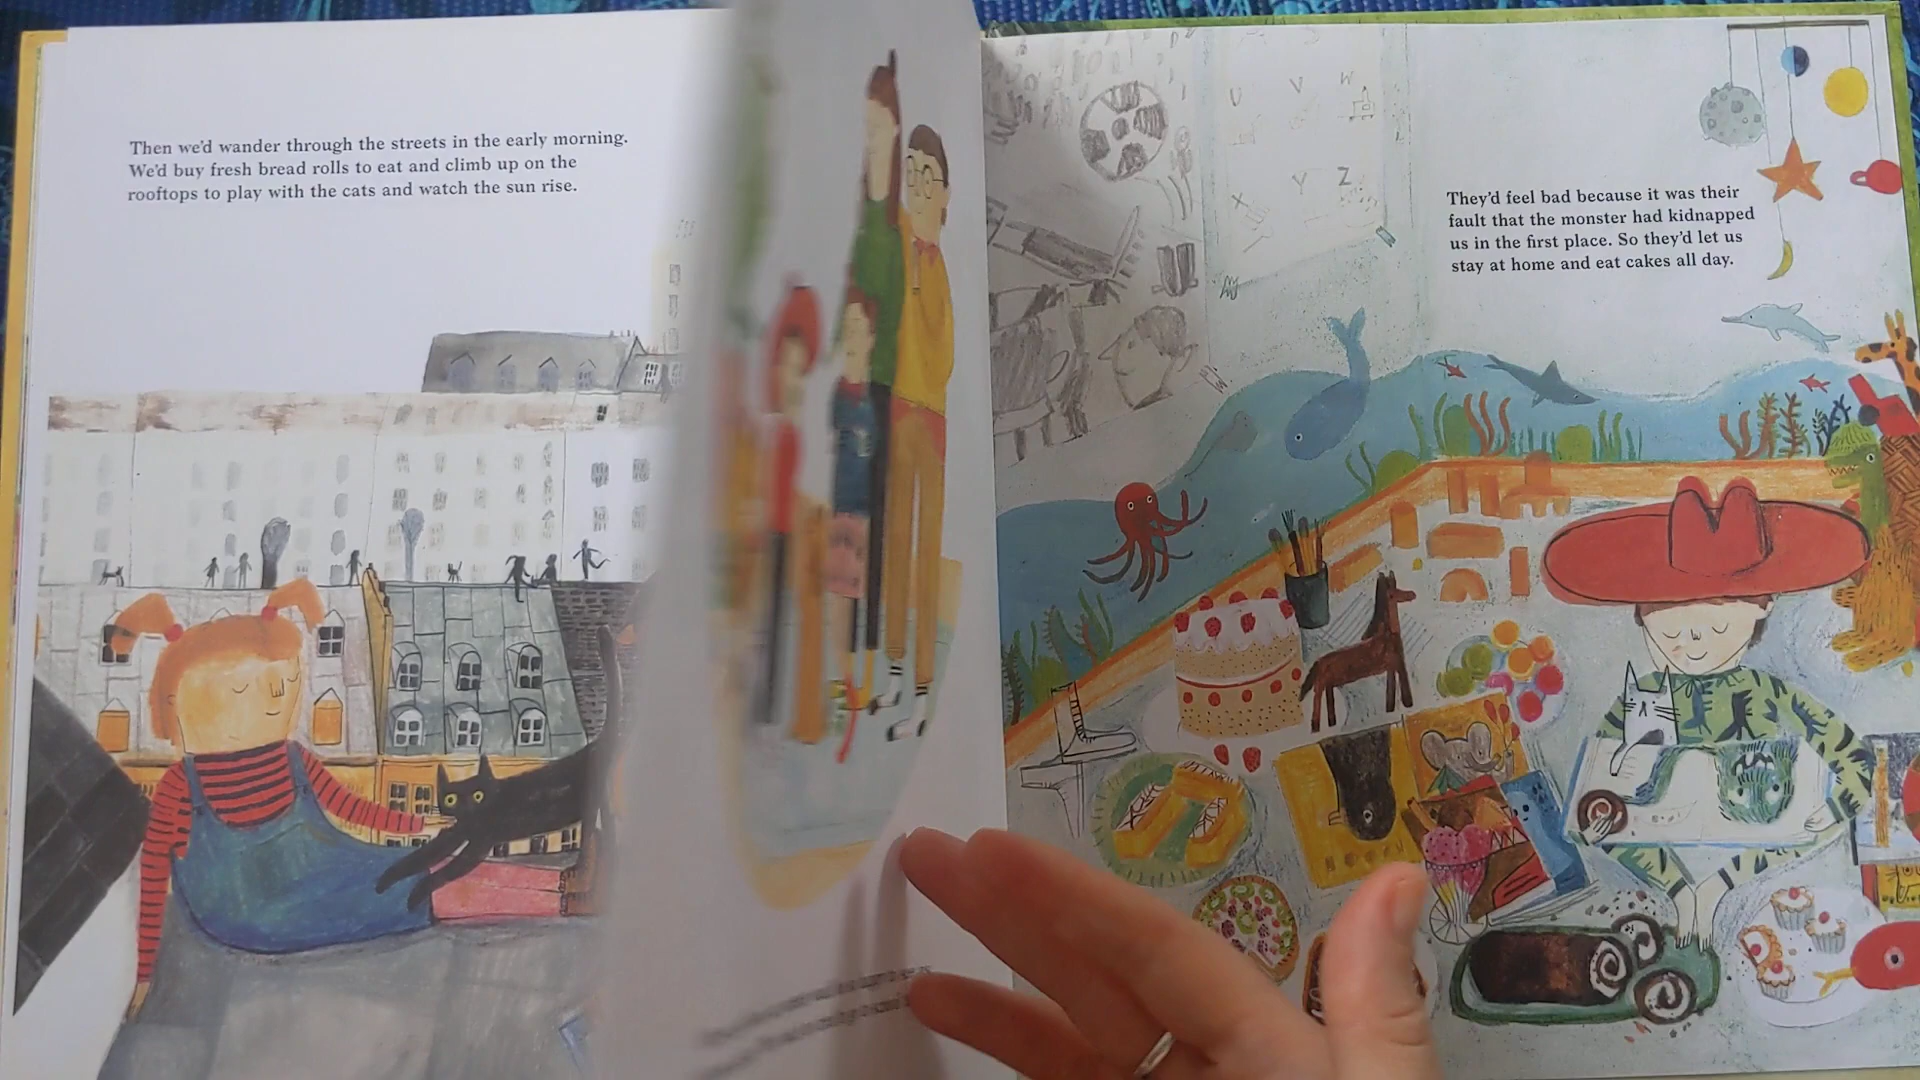 Then we'd wander through the streets in the early morning.
We'd buy fresh bread rolls to eat and climb up on the
rooftops to play with the cats and watch the sun rise.
U V W
X Y Z
They'd feel bad because it was their
fault that the monster had kidnapped
us in the first place. So they'd let us
stay at home and eat cakes all day.